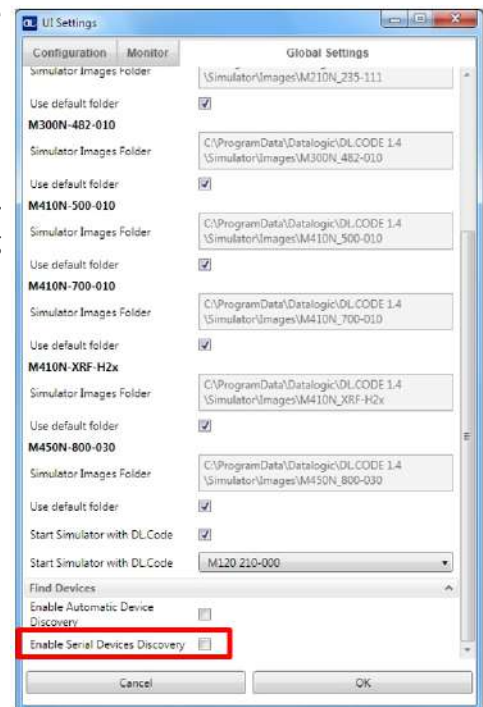 DL UI Settings
Configuration Monitor Global Settings
Simulator Images Folder
\Simulator\Images\M210N_235-111
Use default folder
M300N-482-010
Simulator Images Folder
C:\ProgramData\Datalogic\DL.CODE 1.4
\Simulator\Images\M300N_482-010
Use default folder
M410N-500-010
Simulator Images Folder
C:\ProgramData\Datalogic\DL.CODE 1.4
\Simulator\Images\M410N_500-010
Use default folder
M410N-700-010
Simulator Images Folder
C:\ProgramData\Datalogic\DL.CODE 1.4
\Simulator\Images\M410N_700-010
Use default folder
M410N-XRF-H2x
Simulator Images Folder
C:\ProgramData\Datalogic\DL.CODE 1.4
\Simulator\Images\M410N_XRF-H2x
Use default folder
M450N-800-030
Simulator Images Folder
C:\ProgramData\Datalogic\DL.CODE 1.4
\Simulator\Images\M450N_800-030
Use default folder
Start Simulator with DL.Code
Start Simulator with DL.Code M120 210-000
Find Devices
Enable Automatic Device
Discovery
Enable Serial Devices Discovery
Cancel OK